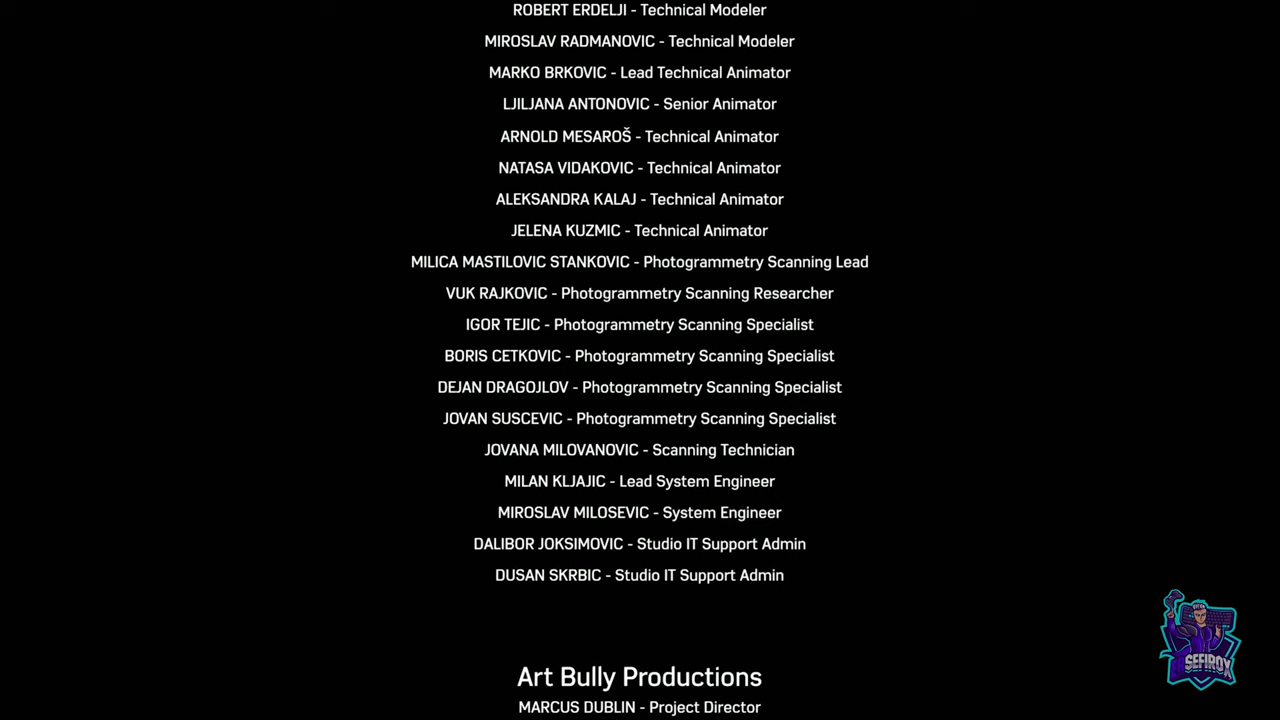 ROBERT ERDELJI - Technical Modeler
MIROSLAV RADMANOVIC - Technical Modeler
MARKO BRKOVIC - Lead Technical Animator
LJILJANA ANTONOVIC - Senior Animator
ARNOLD MESAROŠ - Technical Animator
NATASA VIDAKOVIC - Technical Animator
ALEKSANDRA KALAJ - Technical Animator
JELENA KUZMIC - Technical Animator
MILICA MASTILOVIC STANKOVIC - Photogrammetry Scanning Lead
VUK RAJKOVIC - Photogrammetry Scanning Researcher
IGOR TEJIC - Photogrammetry Scanning Specialist
BORIS CETKOVIC - Photogrammetry Scanning Specialist
DEJAN DRAGOJLOV - Photogrammetry Scanning Specialist
JOVAN SUSCEVIC - Photogrammetry Scanning Specialist
JOVANA MILOVANOVIC - Scanning Technician
MILAN KLJAJIC - Lead System Engineer
MIROSLAV MILOSEVIC - System Engineer
DALIBOR JOKSIMOVIC - Studio IT Support Admin
DUSAN SKRBIC - Studio IT Support Admin
SEFIROX
Art Bully Productions
MARCUS DUBLIN - Project Director